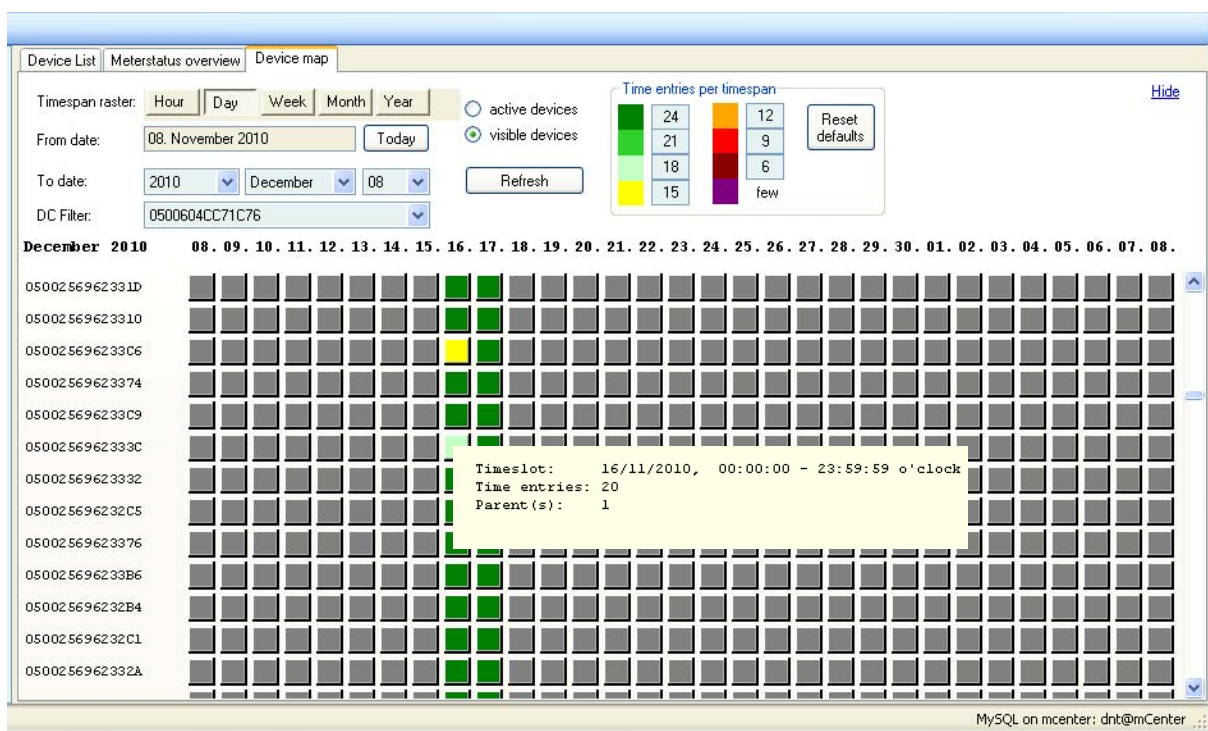 Device List Meterstatus overview Device map
Timespan raster: Hour Day Week Month Year
active devices
visible devices
From date: 08. November 2010 Today
To date: 2010 December 08
Refresh
DC Filter: 0500604CC71C76
Time entries per timespan
24 12
21 9
18 6
15 few
Reset defaults
Hide
December 2010 08. 09. 10. 11. 12. 13. 14. 15. 16. 17. 18. 19. 20. 21. 22. 23. 24. 25. 26. 27. 28. 29. 30. 01. 02. 03. 04. 05. 06. 07. 08.
0500256962331D
05002569623310
050025696233C6
05002569623374
050025696233C9
0500256962333C
05002569623332
050025696232C5
05002569623376
050025696233B6
050025696232B4
050025696232C1
0500256962332A
Timeslot: 16/11/2010, 00:00:00 - 23:59:59 o'clock
Time entries: 20
Parent(s): 1
MySQL on mcenter: dnt@mCenter